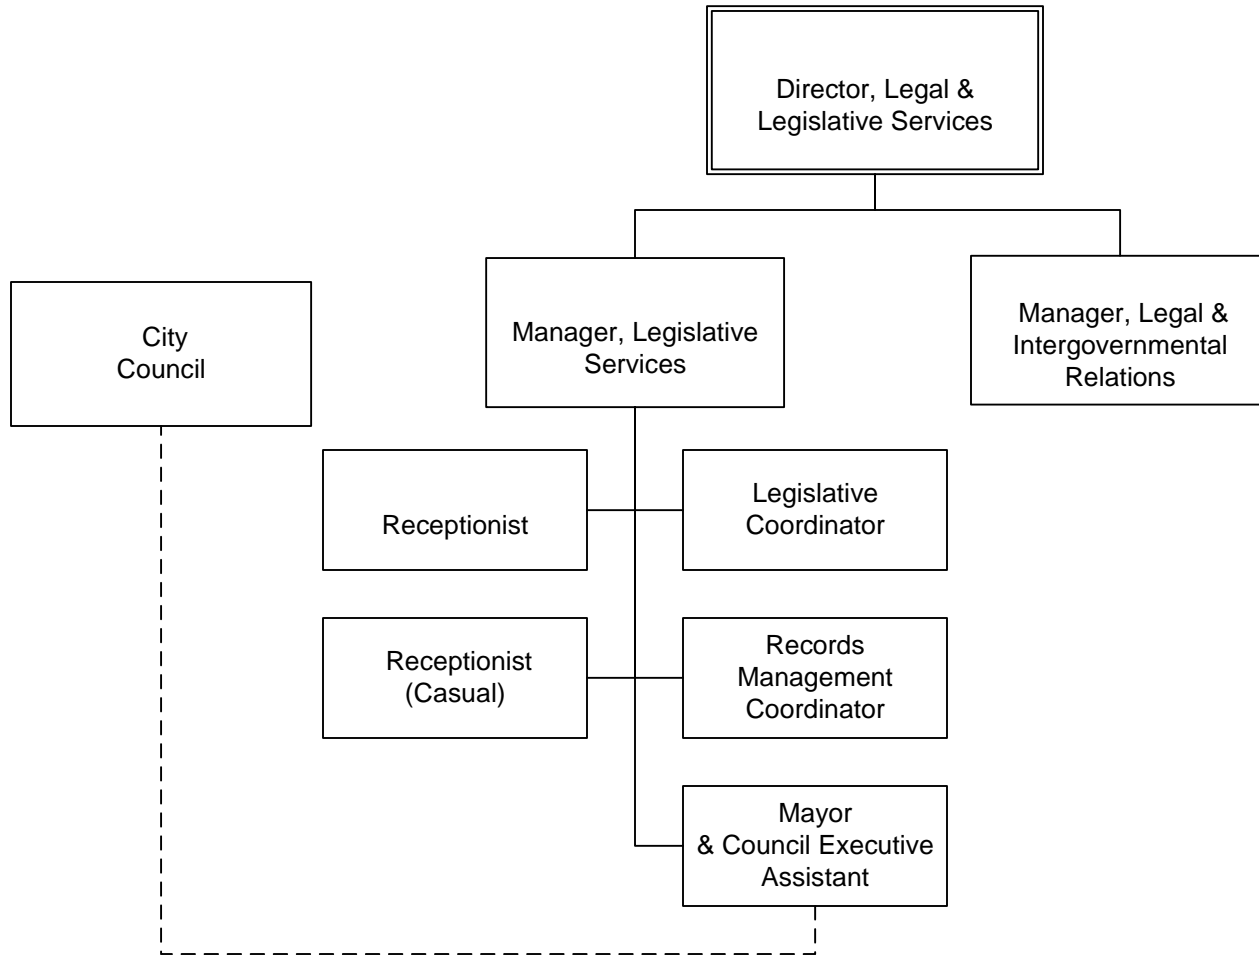 Director, Legal &
Legislative Services
City
Council
Manager, Legislative
Services
Manager, Legal &
Intergovernmental
Relations
Receptionist
Legislative
Coordinator
Receptionist
(Casual)
Records
Management
Coordinator
Mayor
& Council Executive
Assistant